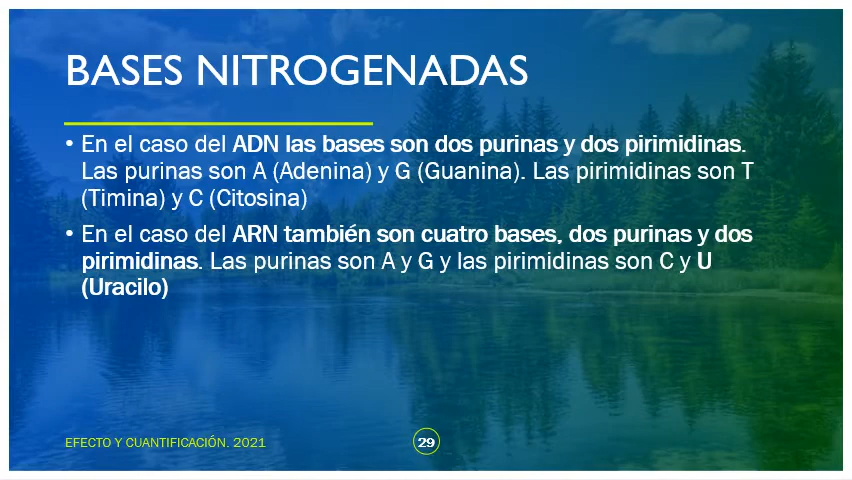 BASES NITROGENADAS
• En el caso del ADN las bases son dos purinas y dos pirimidinas.
Las purinas son A (Adenina) y G (Guanina). Las pirimidinas son T
(Timina) y C (Citosina)
• En el caso del ARN también son cuatro bases, dos purinas y dos
pirimidinas. Las purinas son A y G y las pirimidinas son C y U
(Uracilo)
EFECTO Y CUANTIFICACIÓN. 2021
29